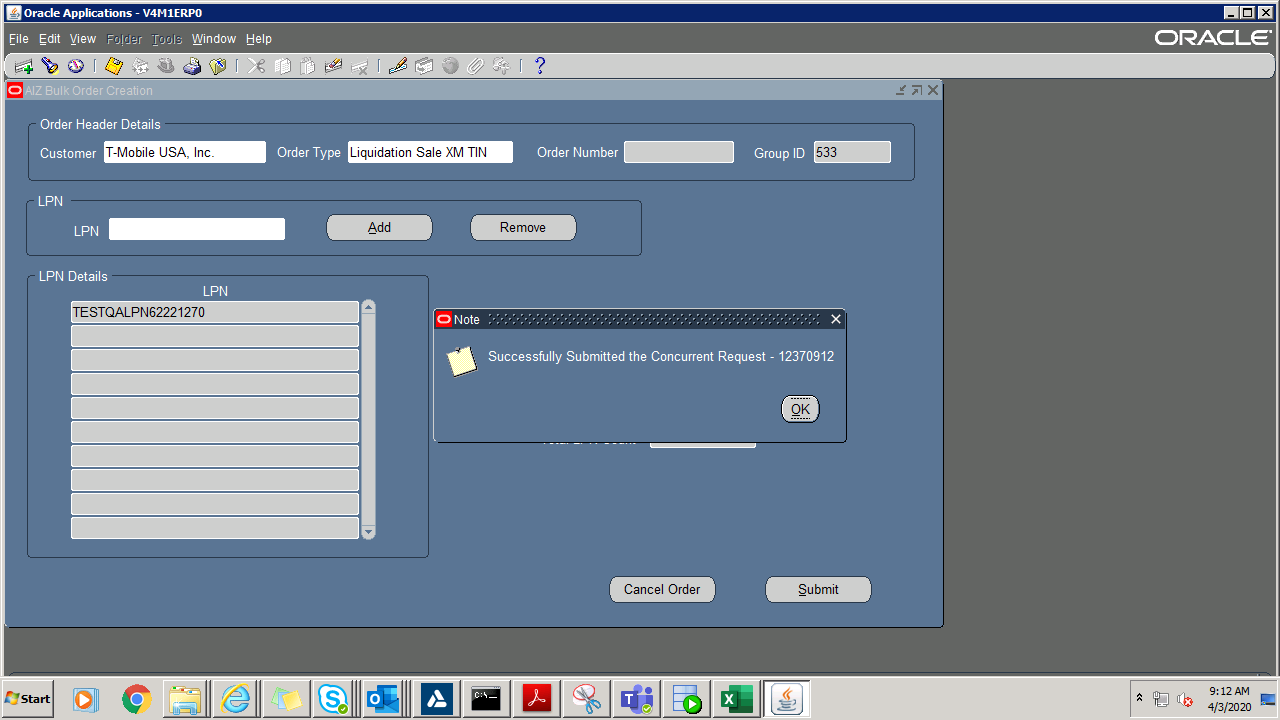 Oracle Applications - V4M1ERP0
File Edit View Folder Tools Window Help
ORACLE
AIZ Bulk Order Creation
Order Header Details
Customer T-Mobile USA, Inc. Order Type Liquidation Sale XM TIN Order Number Group ID 533
LPN
LPN Add Remove
LPN Details
LPN
TESTQALPN62221270
Note
Successfully Submitted the Concurrent Request - 12370912
OK
Cancel Order Submit
Start
9:12 AM
4/3/2020